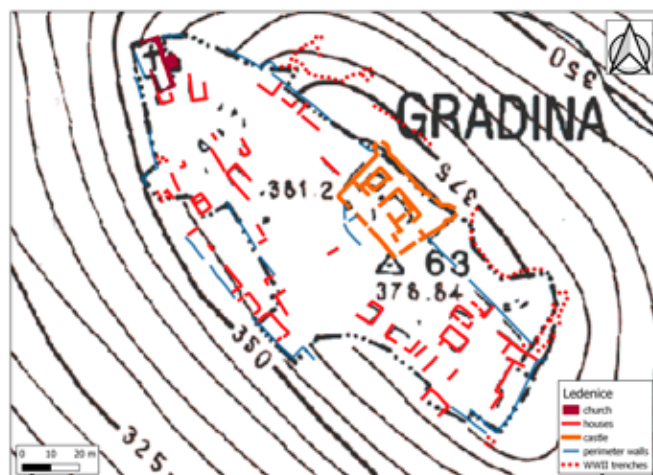 350
GRADINA
375
.381.2
63
378.84
350
325
0 10 20 m
Ledenice
church
houses
castle
perimeter walls
WWII trenches